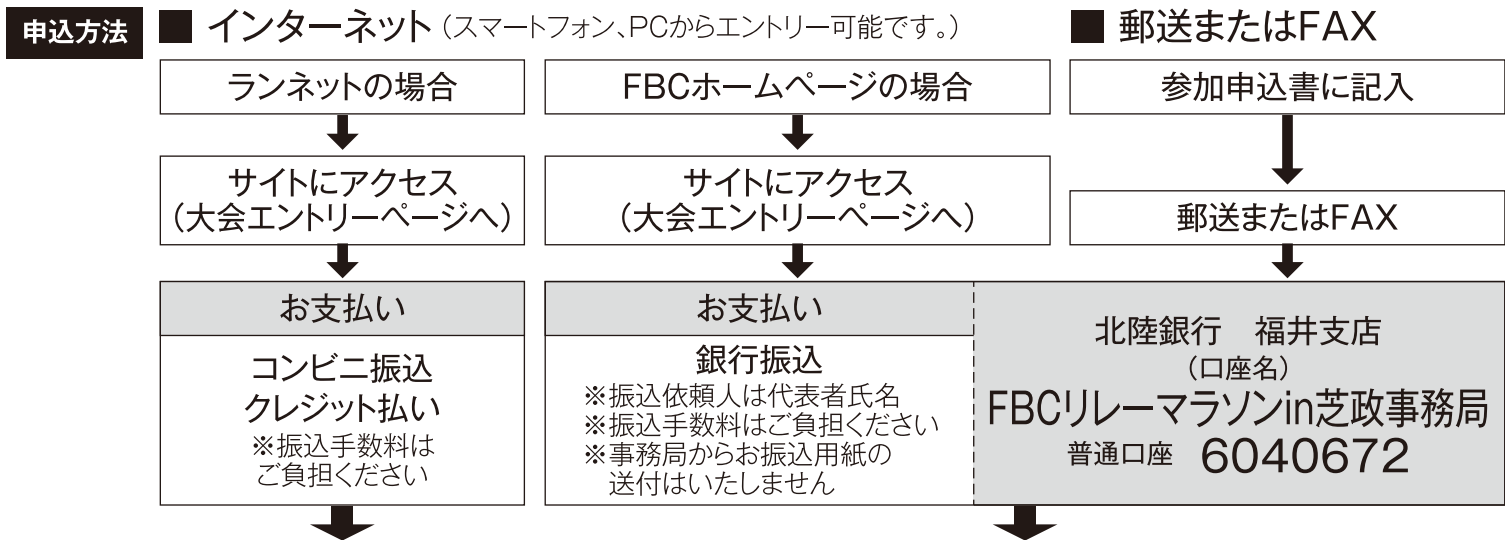 申込方法
■ インターネット（スマートフォン、PCからエントリー可能です。）
ランネットの場合
サイトにアクセス
（大会エントリーページへ）
お支払い
コンビニ振込
クレジット払い
※振込手数料は
ご負担ください
FBCホームページの場合
サイトにアクセス
（大会エントリーページへ）
お支払い
銀行振込
※振込依頼人は代表者氏名
※振込手数料はご負担ください
※事務局からお振込用紙の
送付はいたしません
■ 郵送またはFAX
参加申込書に記入
郵送またはFAX
北陸銀行　福井支店
（口座名）
FBCリレーマラソンin芝政事務局
普通口座 6040672